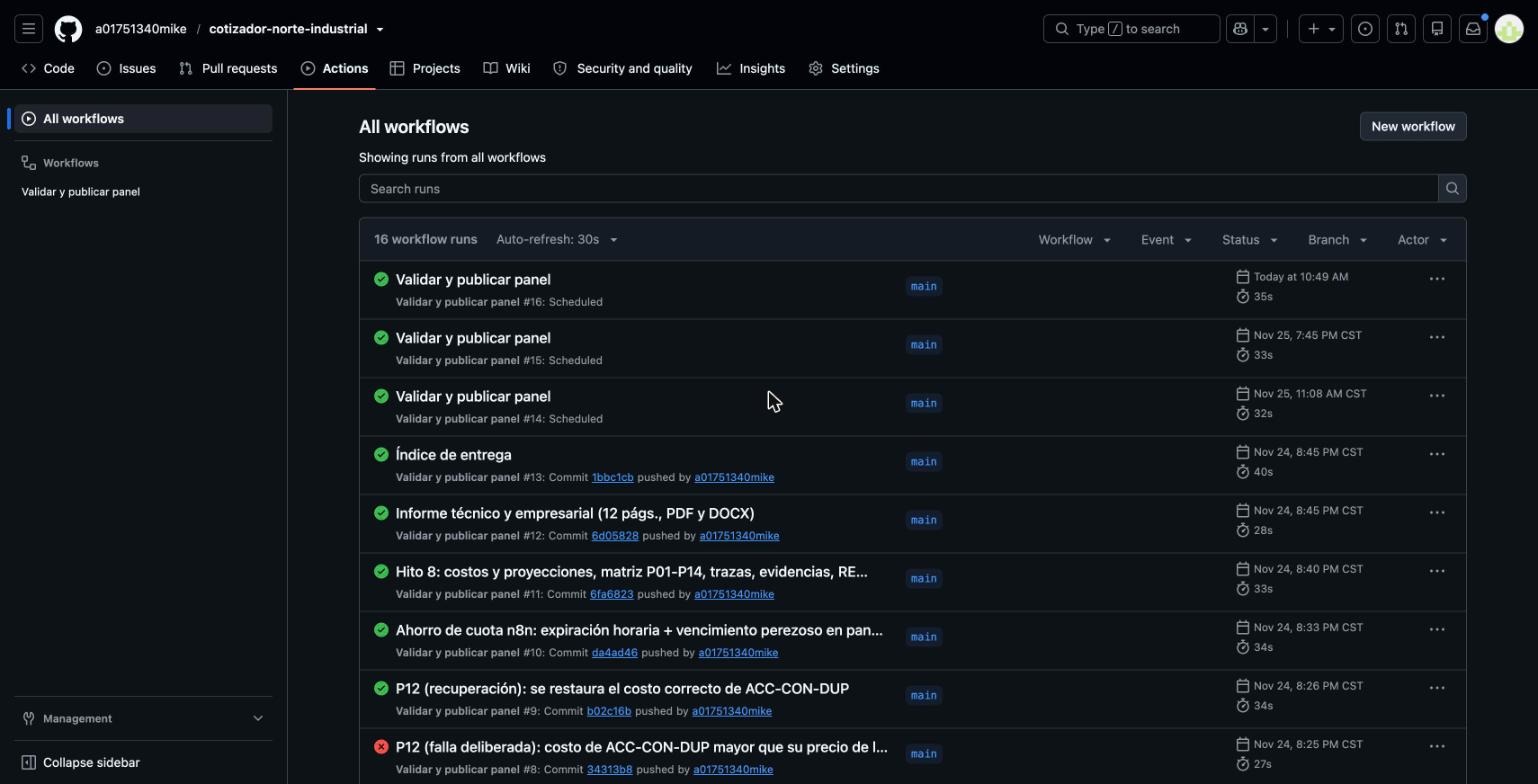 a01751340mike / cotizador-norte-industrial
Type / to search
Code
Issues
Pull requests
Actions
Projects
Wiki
Security and quality
Insights
Settings
All workflows
Workflows
Validar y publicar panel
Management
Collapse sidebar
All workflows
New workflow
Showing runs from all workflows
Search runs
16 workflow runs
Auto-refresh: 30s
Workflow
Event
Status
Branch
Actor
Validar y publicar panel
Validar y publicar panel #16: Scheduled
main
Today at 10:49 AM
35s
Validar y publicar panel
Validar y publicar panel #15: Scheduled
main
Nov 25, 7:45 PM CST
33s
Validar y publicar panel
Validar y publicar panel #14: Scheduled
main
Nov 25, 11:08 AM CST
32s
Índice de entrega
Validar y publicar panel #13: Commit 1bbc1cb pushed by a01751340mike
main
Nov 24, 8:45 PM CST
40s
Informe técnico y empresarial (12 págs., PDF y DOCX)
Validar y publicar panel #12: Commit 6d05828 pushed by a01751340mike
main
Nov 24, 8:45 PM CST
28s
Hito 8: costos y proyecciones, matriz P01-P14, trazas, evidencias, RE...
Validar y publicar panel #11: Commit 6fa6823 pushed by a01751340mike
main
Nov 24, 8:40 PM CST
33s
Ahorro de cuota n8n: expiración horaria + vencimiento perezoso en pan...
Validar y publicar panel #10: Commit da4ad46 pushed by a01751340mike
main
Nov 24, 8:33 PM CST
34s
P12 (recuperación): se restaura el costo correcto de ACC-CON-DUP
Validar y publicar panel #9: Commit b02c16b pushed by a01751340mike
main
Nov 24, 8:26 PM CST
34s
P12 (falla deliberada): costo de ACC-CON-DUP mayor que su precio de l...
Validar y publicar panel #8: Commit 34313b8 pushed by a01751340mike
main
Nov 24, 8:25 PM CST
27s